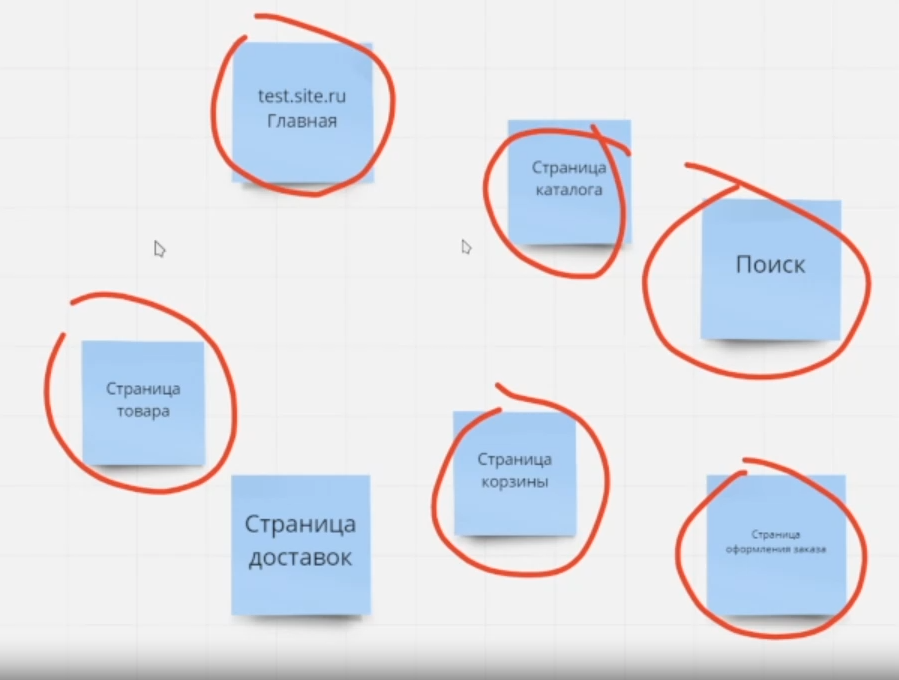 test.site.ru
Главная
Страница
каталога
Поиск
Страница
товара
Страница
корзины
Страница
доставок
Страница
оформления заказа